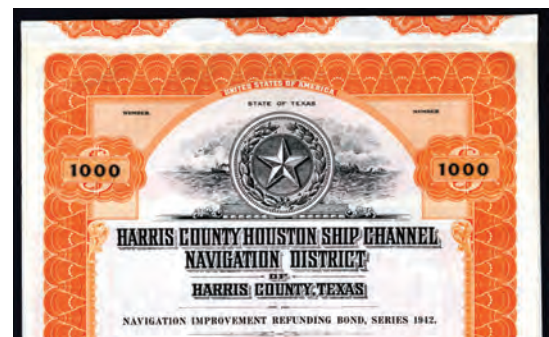 UNITED STATES OF AMERICA
STATE OF TEXAS
NUMBER
NUMBER
1000
1000
HARRIS COUNTY HOUSTON SHIP CHANNEL
NAVIGATION DISTRICT
OF
HARRIS COUNTY, TEXAS
NAVIGATION IMPROVEMENT REFUNDING BOND, SERIES 1942.